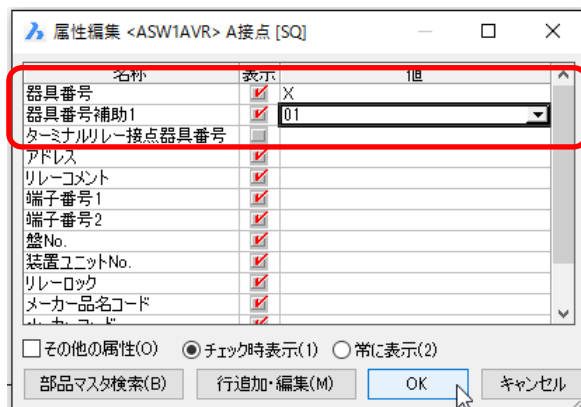 属性編集 <ASW1AVR> A接点 [SQ]
名称 表示 値
器具番号 X
器具番号補助1 01
ターミナルリレー接点器具番号
アドレス
リレーコメント
端子番号1
端子番号2
盤No.
装置ユニットNo.
リレーロック
メーカー品名コード
その他の属性(O) チェック時表示(1) 常に表示(2)
部品マスタ検索(B) 行追加・編集(M) OK キャンセル